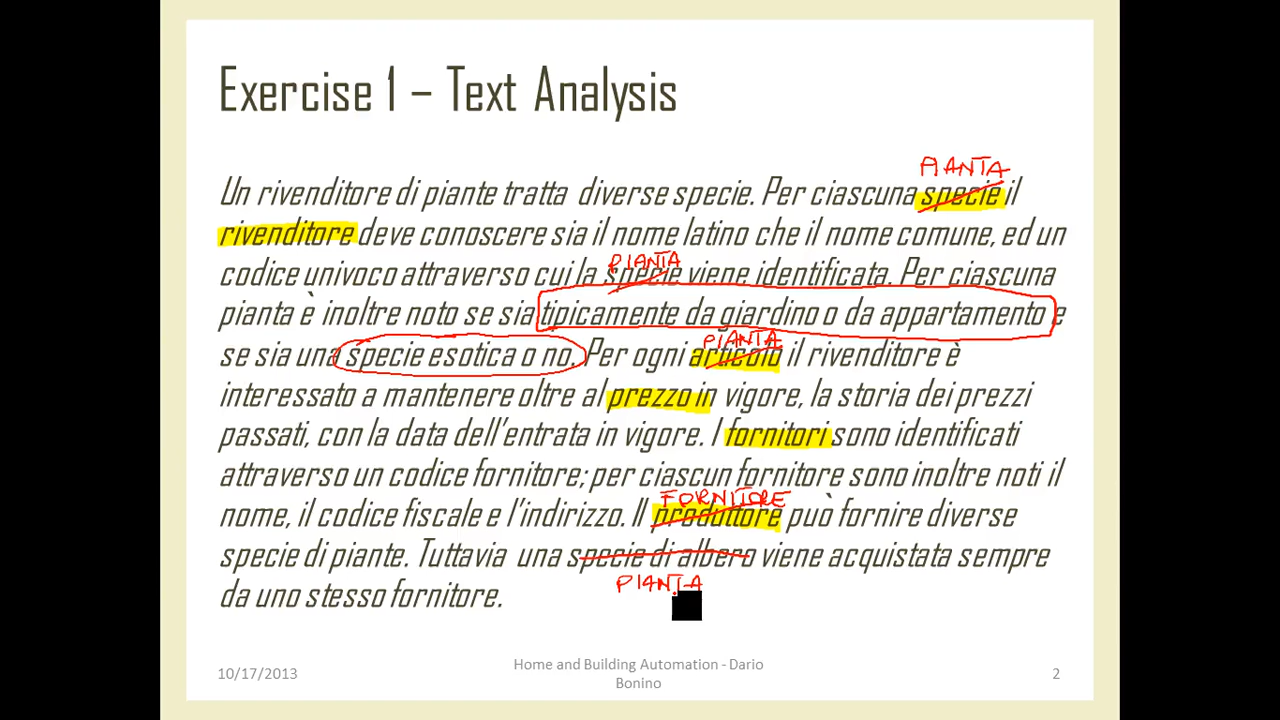 Exercise 1 – Text Analysis
PIANTA
Un rivenditore di piante tratta diverse specie. Per ciascuna specie il
rivenditore deve conoscere sia il nome latino che il nome comune, ed un
PIANTA
codice univoco attraverso cui la specie viene identificata. Per ciascuna
pianta è inoltre noto se sia tipicamente da giardino o da appartamento e
PIANTA
se sia una specie esotica o no. Per ogni articolo il rivenditore è
interessato a mantenere oltre al prezzo in vigore, la storia dei prezzi
passati, con la data dell'entrata in vigore. I fornitori sono identificati
attraverso un codice fornitore; per ciascun fornitore sono inoltre noti il
FORNITORE
nome, il codice fiscale e l'indirizzo. Il produttore può fornire diverse
specie di piante. Tuttavia una specie di albero viene acquistata sempre
PIANTA
da uno stesso fornitore.
10/17/2013
Home and Building Automation - Dario
Bonino
2